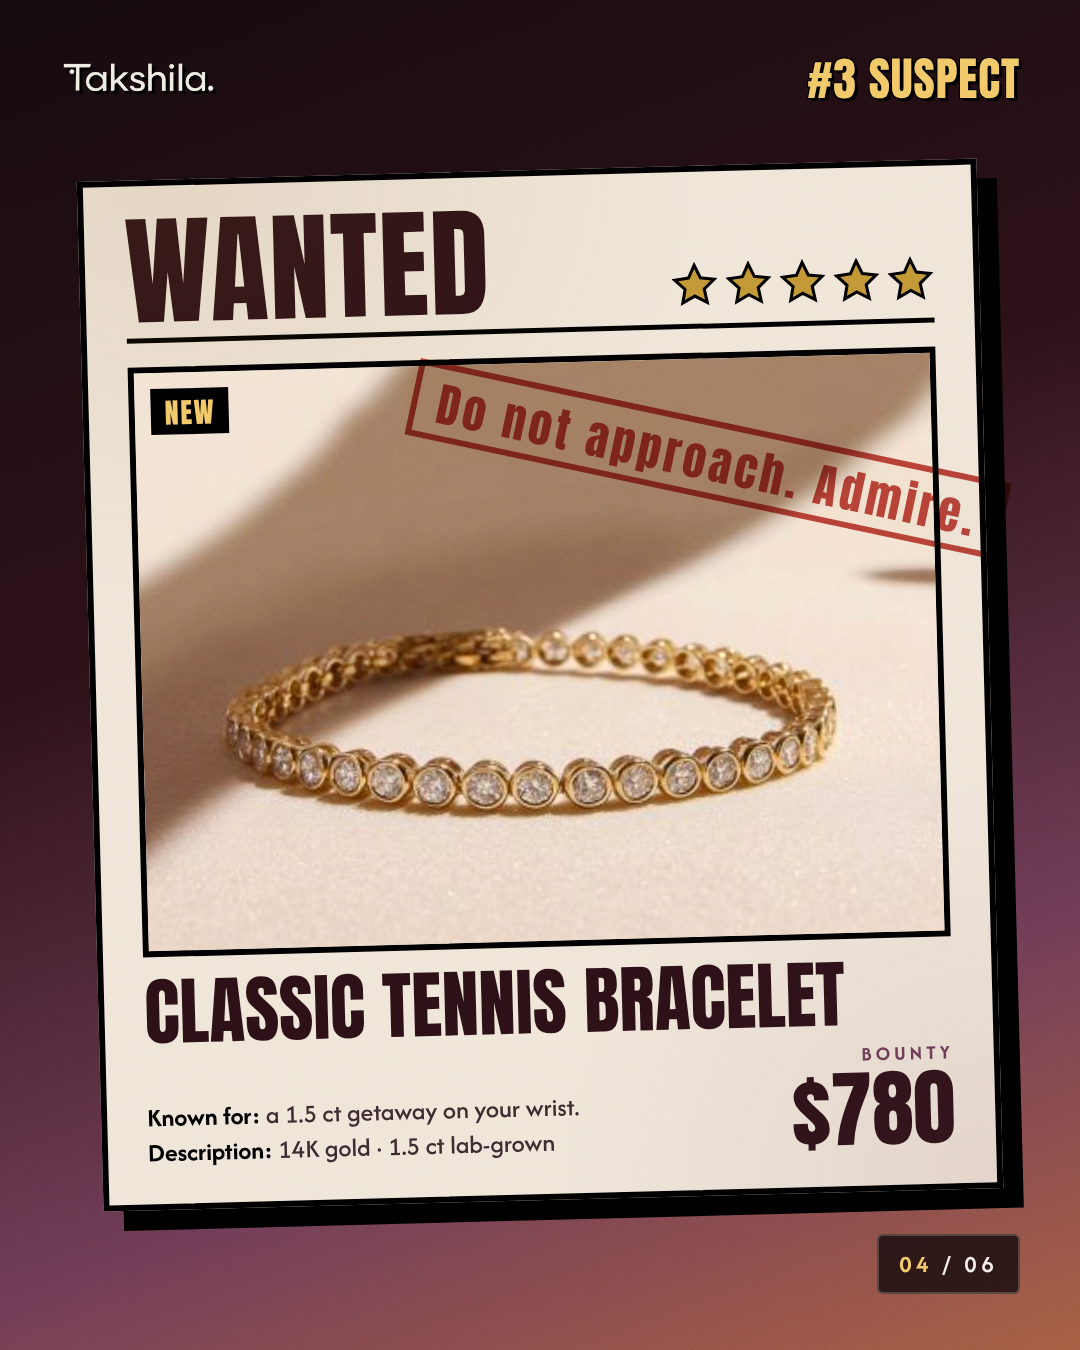 Takshila.
#3 SUSPECT
WANTED
NEW
Do not approach. Admire.
CLASSIC TENNIS BRACELET
BOUNTY
$780
Known for: a 1.5 ct getaway on your wrist.
Description: 14K gold · 1.5 ct lab-grown
04 / 06